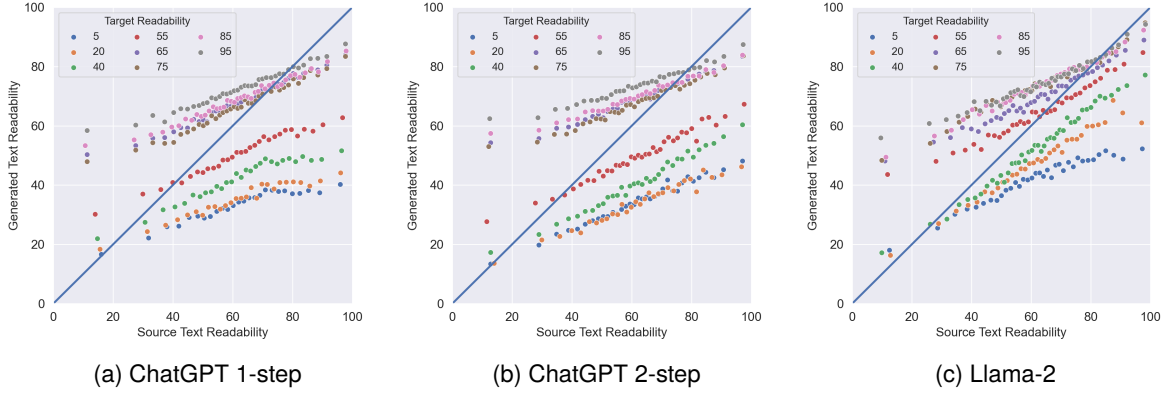 Target Readability
5 55 85
20 65 95
40 75
Generated Text Readability
100
80
60
40
20
0
0 20 40 60 80 100
Source Text Readability
(a) ChatGPT 1-step
Target Readability
5 55 85
20 65 95
40 75
Generated Text Readability
100
80
60
40
20
0
0 20 40 60 80 100
Source Text Readability
(b) ChatGPT 2-step
Target Readability
5 55 85
20 65 95
40 75
Generated Text Readability
100
80
60
40
20
0
0 20 40 60 80 100
Source Text Readability
(c) Llama-2